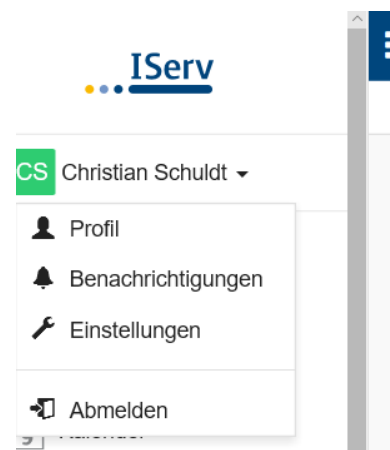 IServ
CS Christian Schuldt
Profil
Benachrichtigungen
Einstellungen
Abmelden